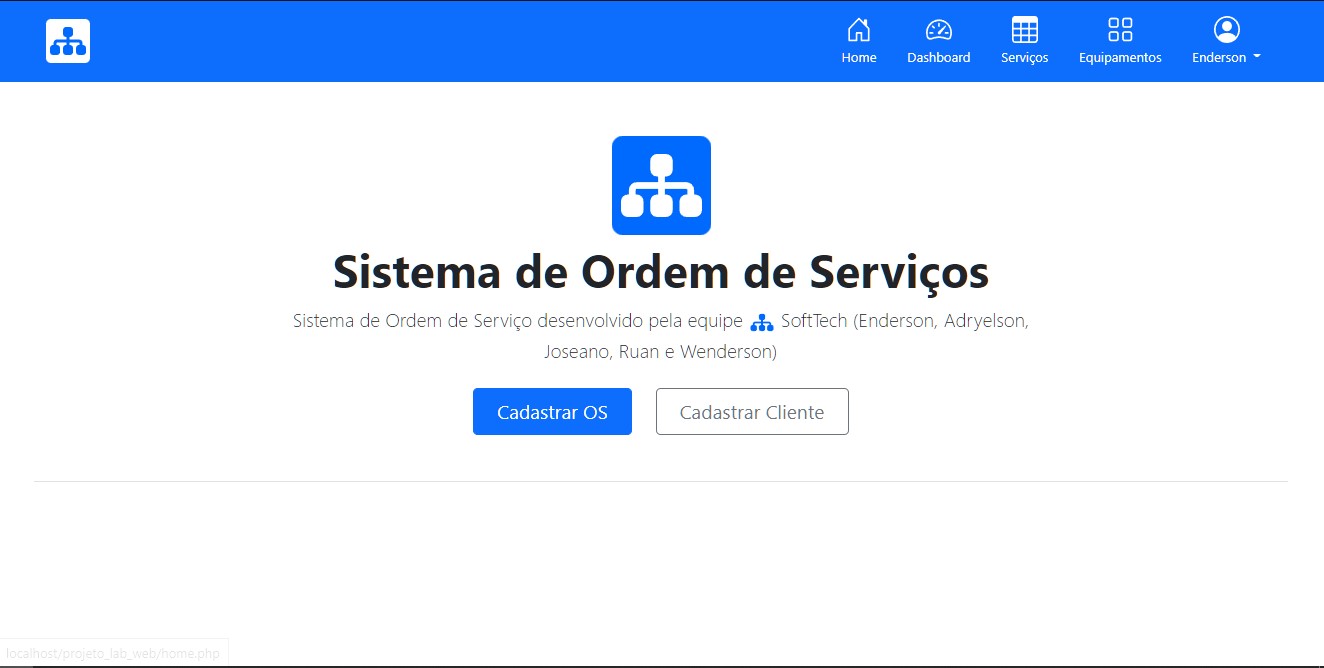 Home
Dashboard
Serviços
Equipamentos
Enderson
Sistema de Ordem de Serviços
Sistema de Ordem de Serviço desenvolvido pela equipe SoftTech (Enderson, Adryelson,
Joseano, Ruan e Wenderson)
Cadastrar OS
Cadastrar Cliente
localhost/projeto_lab_web/home.php